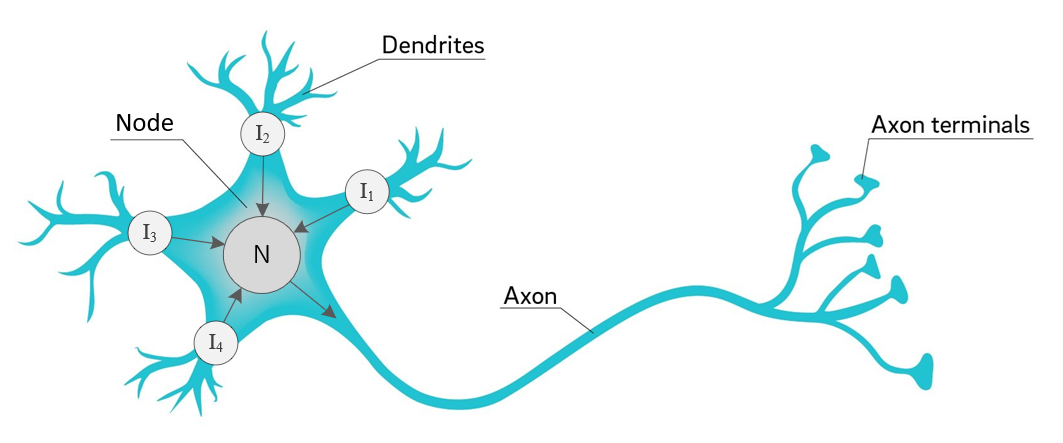 Dendrites
Node
Axon terminals
I2
I1
I3
N
Axon
I4